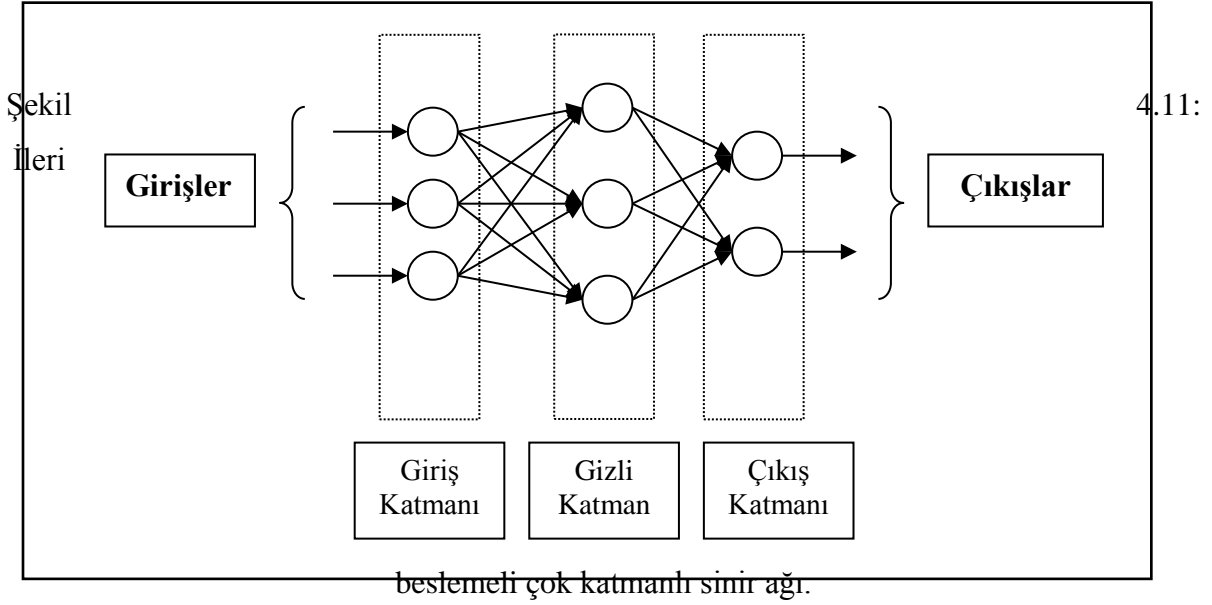 Şekil 4.11:
İleri
Girişler
Çıkışlar
Giriş
Katmanı
Gizli
Katman
Çıkış
Katmanı
beslemeli çok katmanlı sinir ağı.